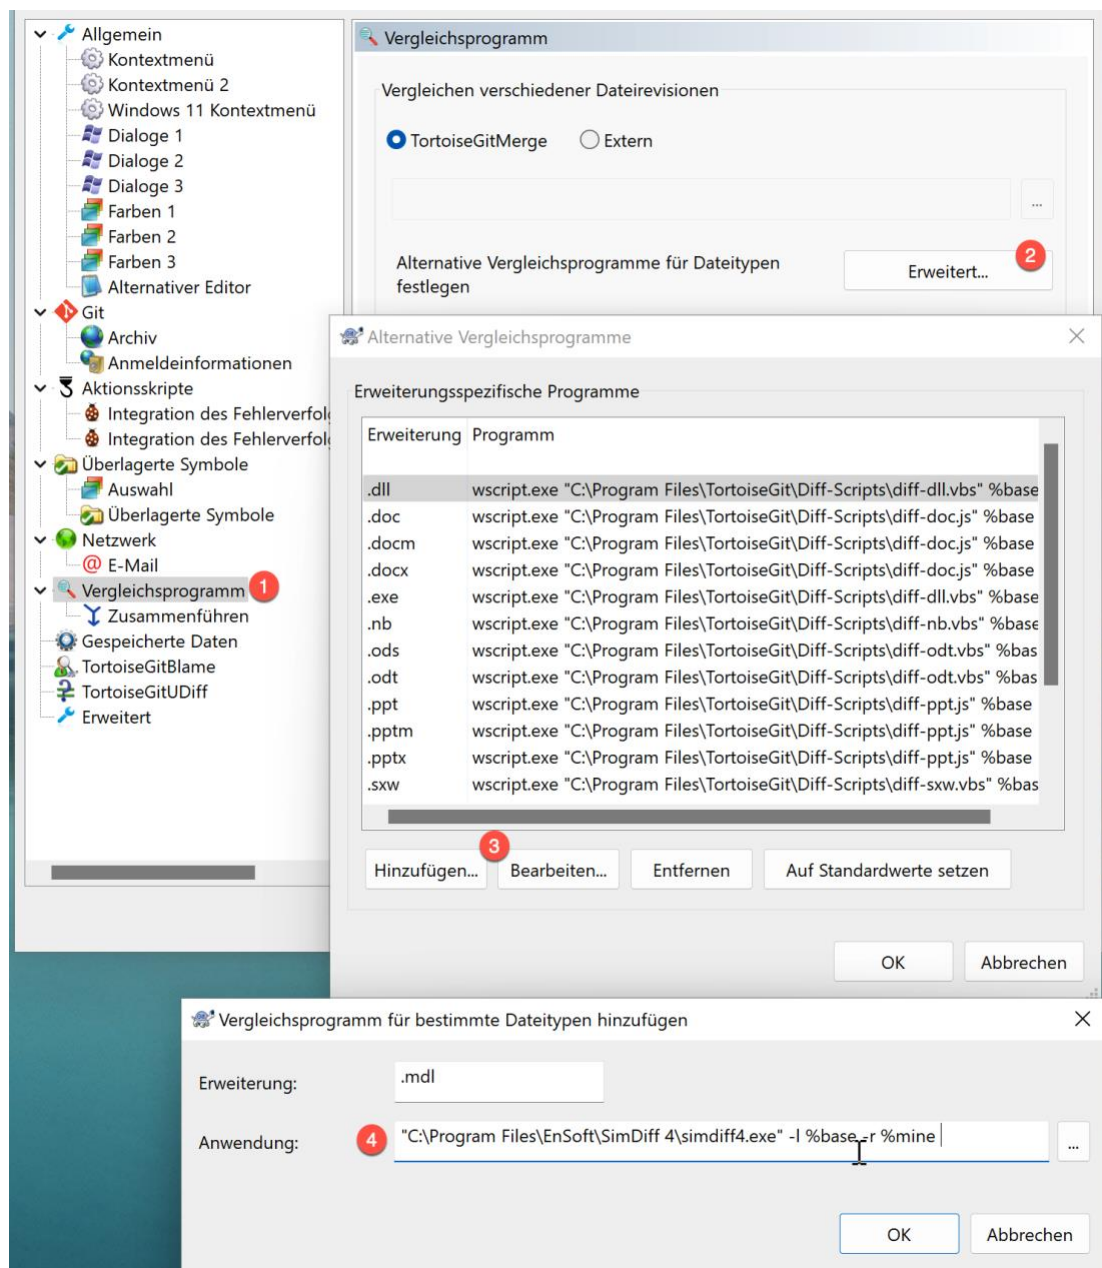 Allgemein
Kontextmenü
Kontextmenü 2
Windows 11 Kontextmenü
Dialoge 1
Dialoge 2
Dialoge 3
Farben 1
Farben 2
Farben 3
Alternativer Editor
Git
Archiv
Anmeldeinformationen
Aktionsskripte
Integration des Fehlerverfol
Integration des Fehlerverfol
Überlagerte Symbole
Auswahl
Überlagerte Symbole
Netzwerk
@ E-Mail
Vergleichsprogramm 1
Zusammenführen
Gespeicherte Daten
TortoiseGitBlame
TortoiseGitUDiff
Erweitert
Vergleichsprogramm
Vergleichen verschiedener Dateirevisionen
TortoiseGitMerge Extern
...
Alternative Vergleichsprogramme für Dateitypen
festlegen
Erweitert... 2
Alternative Vergleichsprogramme
Erweiterungsspezifische Programme
Erweiterung Programm
.dll wscript.exe "C:\Program Files\TortoiseGit\Diff-Scripts\diff-dll.vbs" %base
.doc wscript.exe "C:\Program Files\TortoiseGit\Diff-Scripts\diff-doc.js" %base
.docm wscript.exe "C:\Program Files\TortoiseGit\Diff-Scripts\diff-doc.js" %base
.docx wscript.exe "C:\Program Files\TortoiseGit\Diff-Scripts\diff-doc.js" %base
.exe wscript.exe "C:\Program Files\TortoiseGit\Diff-Scripts\diff-dll.vbs" %base
.nb wscript.exe "C:\Program Files\TortoiseGit\Diff-Scripts\diff-nb.vbs" %base
.ods wscript.exe "C:\Program Files\TortoiseGit\Diff-Scripts\diff-odt.vbs" %bas
.odt wscript.exe "C:\Program Files\TortoiseGit\Diff-Scripts\diff-odt.vbs" %bas
.ppt wscript.exe "C:\Program Files\TortoiseGit\Diff-Scripts\diff-ppt.js" %base
.pptm wscript.exe "C:\Program Files\TortoiseGit\Diff-Scripts\diff-ppt.js" %base
.pptx wscript.exe "C:\Program Files\TortoiseGit\Diff-Scripts\diff-ppt.js" %base
.sxw wscript.exe "C:\Program Files\TortoiseGit\Diff-Scripts\diff-sxw.vbs" %bas
3
Hinzufügen... Bearbeiten... Entfernen Auf Standardwerte setzen
OK Abbrechen
Vergleichsprogramm für bestimmte Dateitypen hinzufügen
Erweiterung: .mdl
Anwendung: 4 "C:\Program Files\EnSoft\SimDiff 4\simdiff4.exe" -l %base -r %mine ...
OK Abbrechen